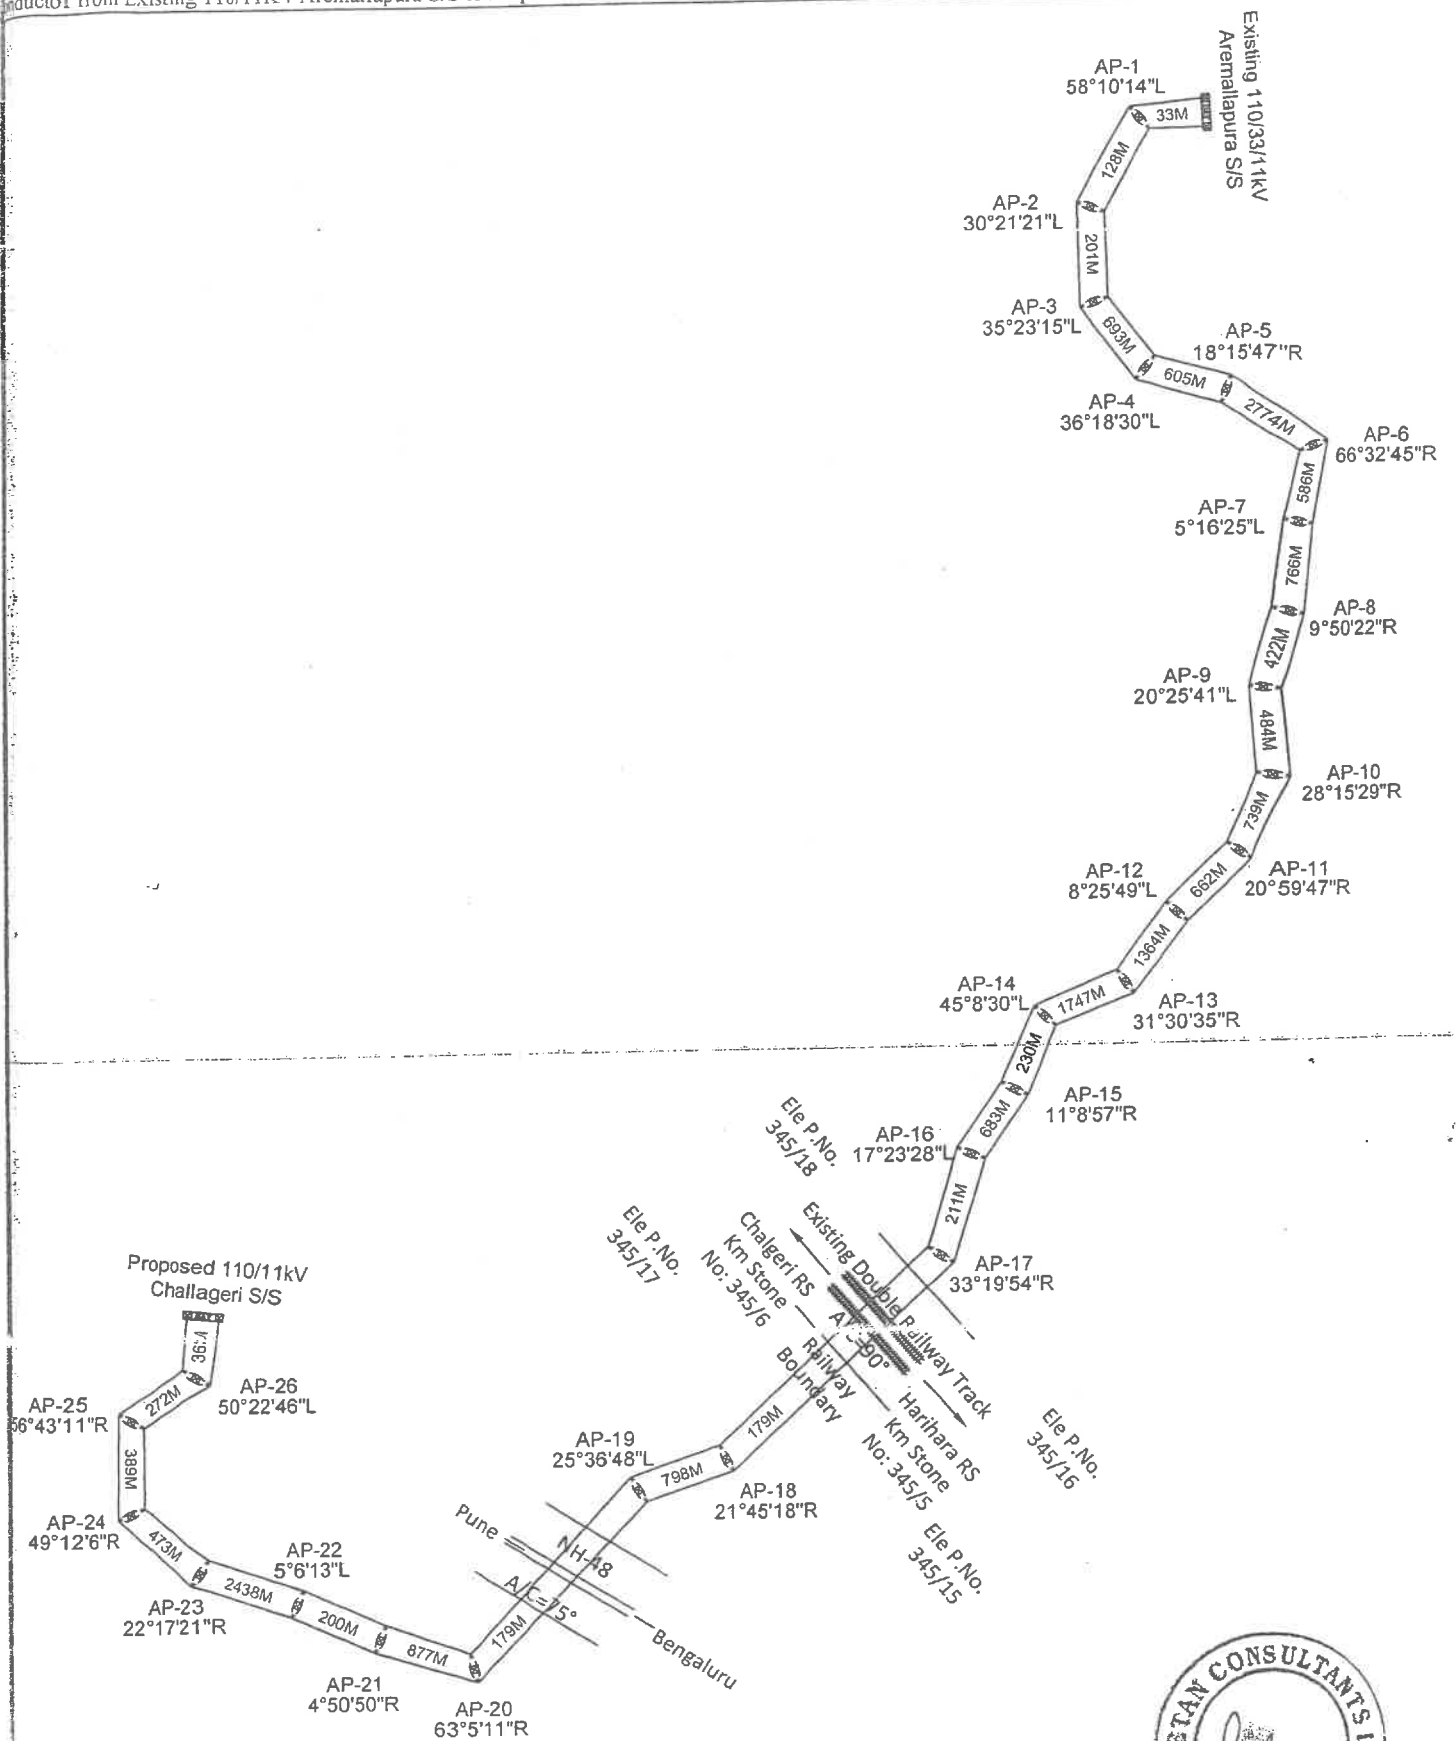 Existing 110/33/11kV
Aremallapura S/S
AP-1
58°10'14"L
33M
128M
AP-2
30°21'21"L
201M
AP-3
35°23'15"L
693M
AP-5
18°15'47"R
605M
AP-4
36°18'30"L
2774M
AP-6
66°32'45"R
586M
AP-7
5°16'25"L
766M
AP-8
9°50'22"R
422M
AP-9
20°25'41"L
484M
AP-10
28°15'29"R
739M
AP-11
20°59'47"R
AP-12
8°25'49"L
662M
1364M
AP-14
45°8'30"L
1747M
AP-13
31°30'35"R
230M
AP-15
11°8'57"R
683M
AP-16
17°23'28"L
211M
AP-17
33°19'54"R
Ele P.No.
345/18
Ele P.No.
345/17
Existing Double Railway Track
Chalgeri RS
Km Stone
No: 345/6
A/C=90°
Railway
Boundary
Harihara RS
Km Stone
No: 345/5
Ele P.No.
345/16
Ele P.No.
345/15
179M
AP-18
21°45'18"R
798M
AP-19
25°36'48"L
Pune
NH-48
A/C=75°
Bengaluru
179M
AP-20
63°5'11"R
877M
AP-21
4°50'50"R
200M
AP-22
5°6'13"L
2438M
AP-23
22°17'21"R
473M
AP-24
49°12'6"R
389M
AP-25
56°43'11"R
272M
AP-26
50°22'46"L
36M
Proposed 110/11kV
Challageri S/S
CONSULTANTS